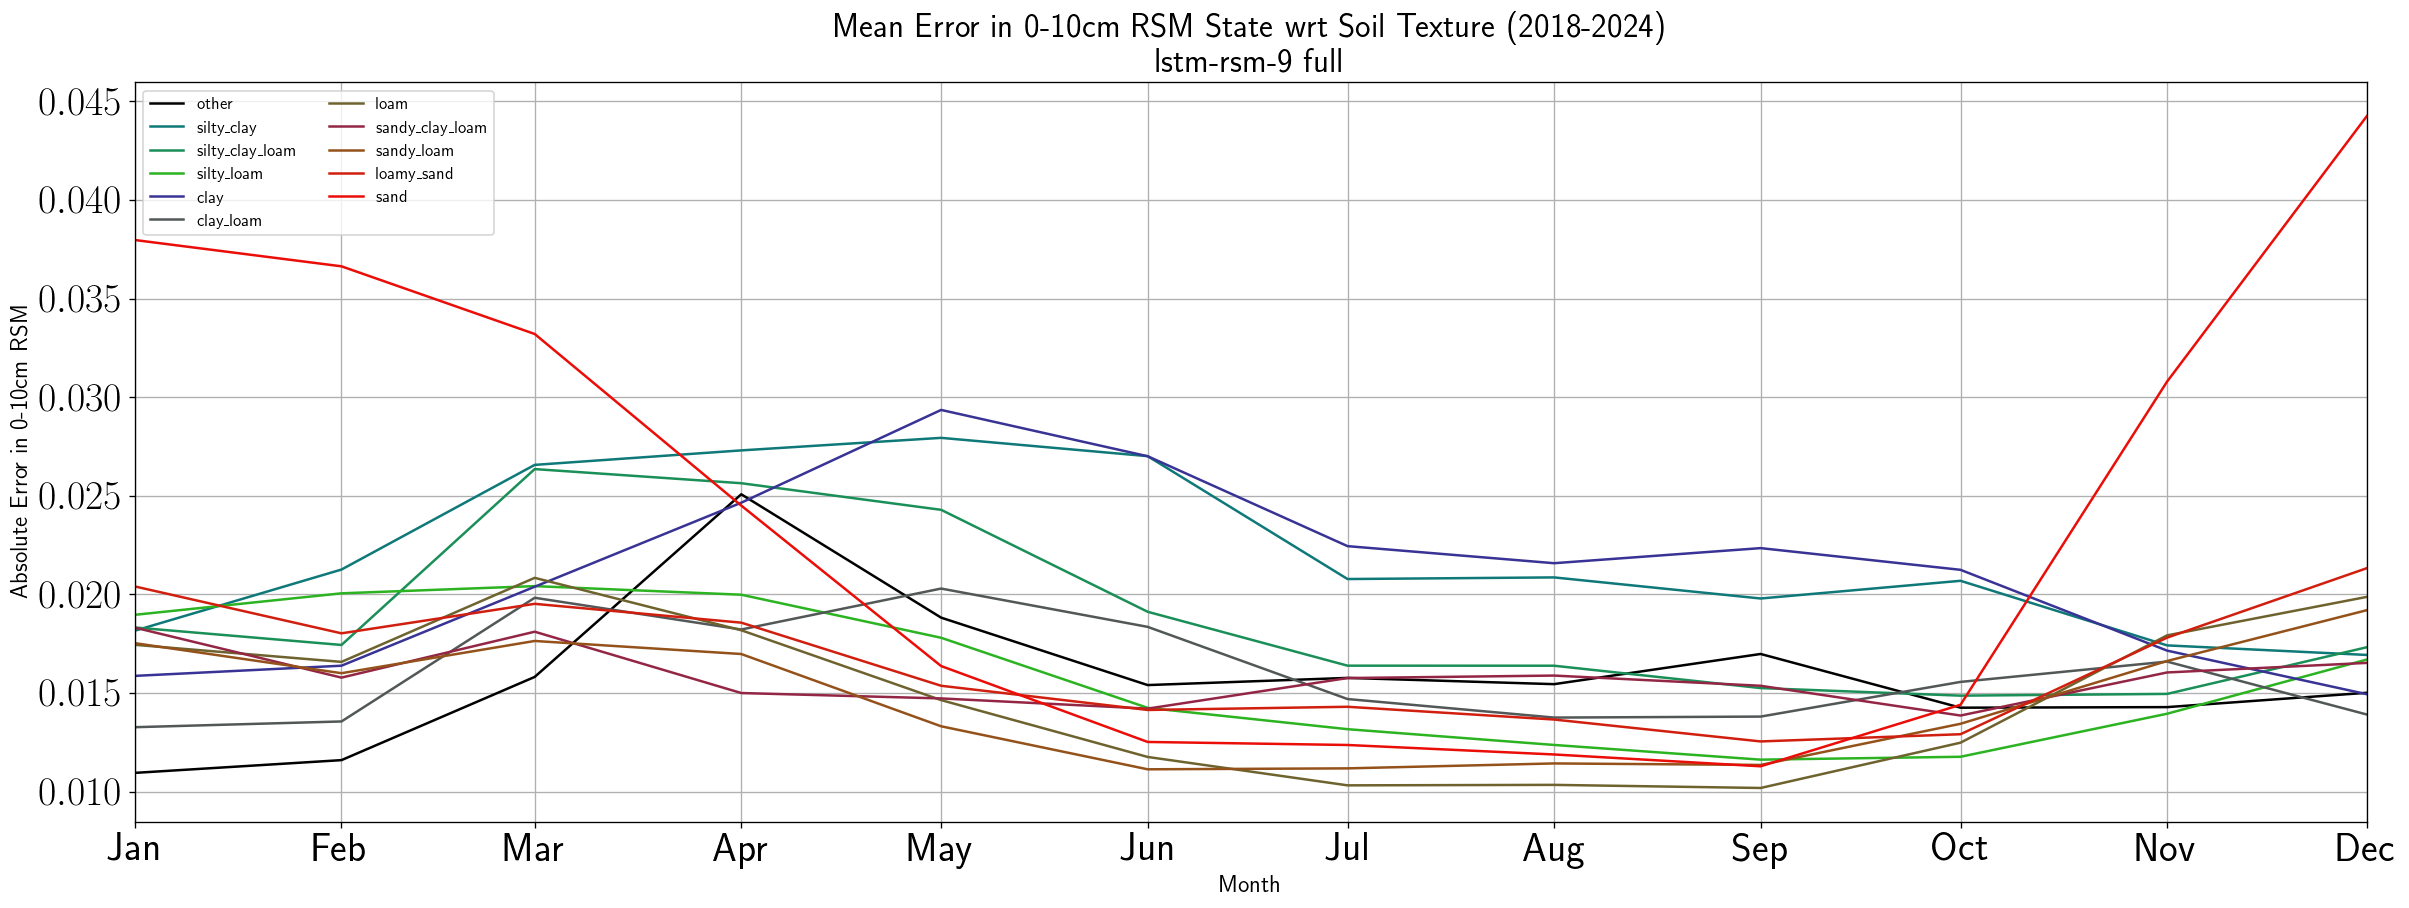 Mean Error in 0-10cm RSM State wrt Soil Texture (2018-2024)
lstm-rsm-9 full
Absolute Error in 0-10cm RSM
0.045
0.040
0.035
0.030
0.025
0.020
0.015
0.010
other
silty_clay
silty_clay_loam
silty_loam
clay
clay_loam
loam
sandy_clay_loam
sandy_loam
loamy_sand
sand
Jan Feb Mar Apr May Jun Jul Aug Sep Oct Nov Dec
Month